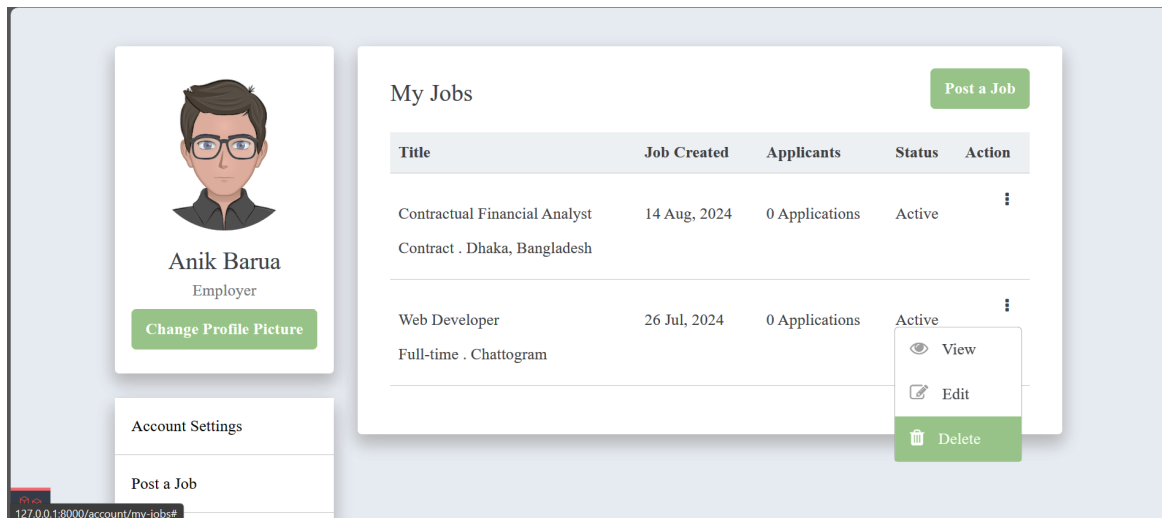 My Jobs
Post a Job
Title Job Created Applicants Status Action
Contractual Financial Analyst 14 Aug, 2024 0 Applications Active
Contract . Dhaka, Bangladesh
Web Developer 26 Jul, 2024 0 Applications Active
Full-time . Chattogram
View
Edit
Delete
Anik Barua
Employer
Change Profile Picture
Account Settings
Post a Job
127.0.0.1:8000/account/my-jobs#